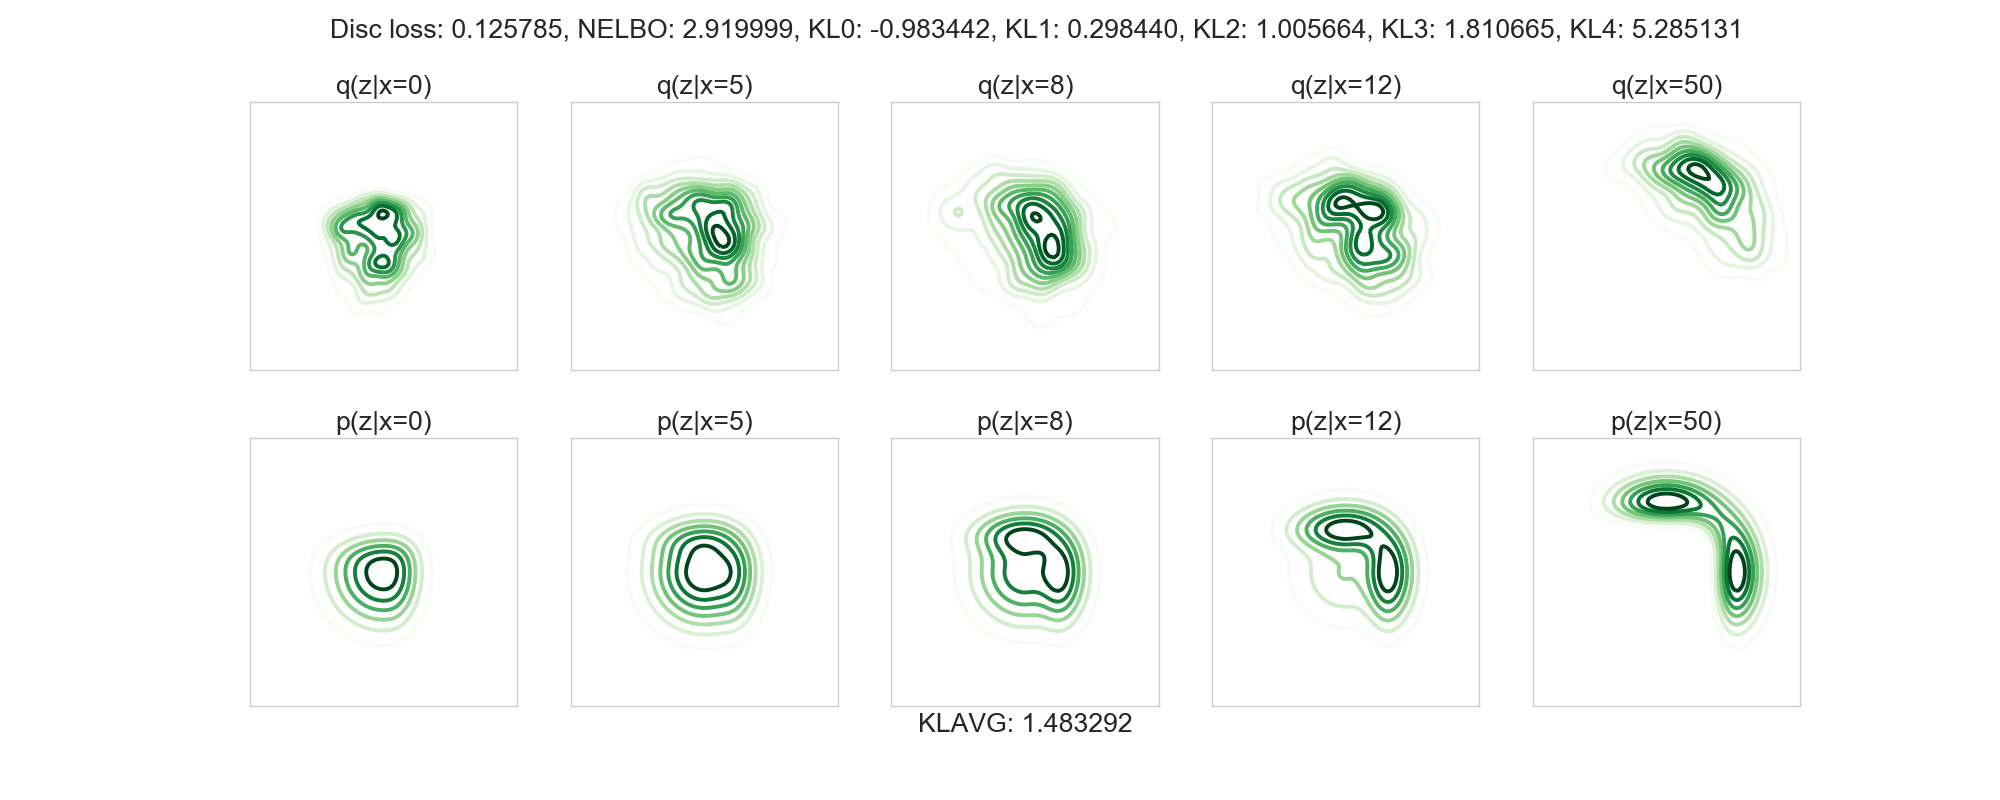 Disc loss: 0.125785, NELBO: 2.919999, KL0: -0.983442, KL1: 0.298440, KL2: 1.005664, KL3: 1.810665, KL4: 5.285131
q(z|x=0) q(z|x=5) q(z|x=8) q(z|x=12) q(z|x=50)
p(z|x=0) p(z|x=5) p(z|x=8) p(z|x=12) p(z|x=50)
KLAVG: 1.483292